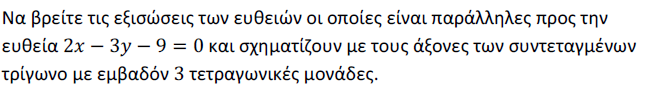 Να βρείτε τις εξισώσεις των ευθειών οι οποίες είναι παράλληλες προς την
ευθεία 2𝑥 − 3𝑦 − 9 = 0 και σχηματίζουν με τους άξονες των συντεταγμένων
τρίγωνο με εμβαδόν 3 τετραγωνικές μονάδες.